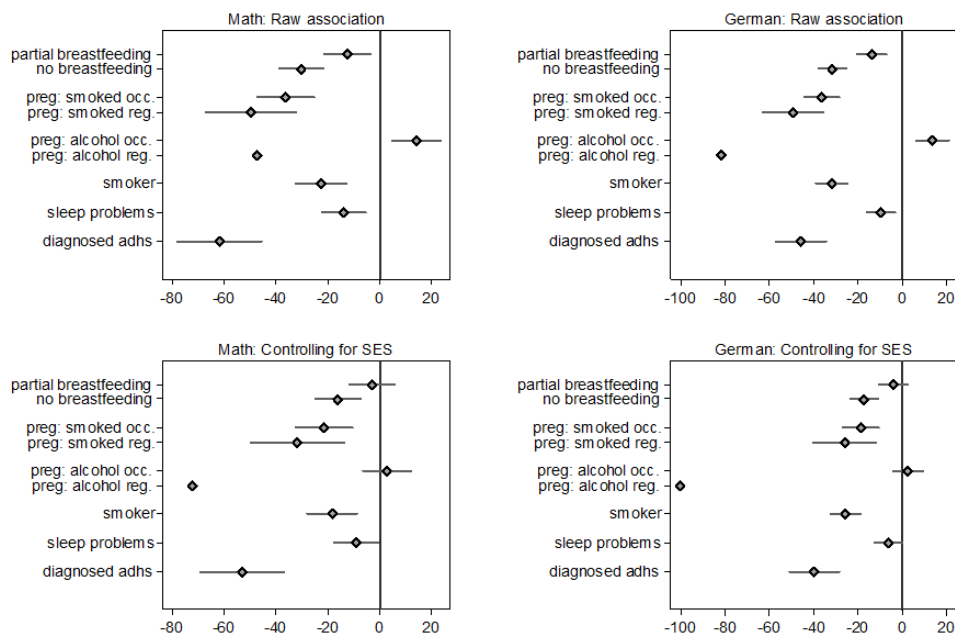 Math: Raw association
partial breastfeeding
no breastfeeding
preg: smoked occ.
preg: smoked reg.
preg: alcohol occ.
preg: alcohol reg.
smoker
sleep problems
diagnosed adhs
-80 -60 -40 -20 0 20
German: Raw association
partial breastfeeding
no breastfeeding
preg: smoked occ.
preg: smoked reg.
preg: alcohol occ.
preg: alcohol reg.
smoker
sleep problems
diagnosed adhs
-100 -80 -60 -40 -20 0 20
Math: Controlling for SES
partial breastfeeding
no breastfeeding
preg: smoked occ.
preg: smoked reg.
preg: alcohol occ.
preg: alcohol reg.
smoker
sleep problems
diagnosed adhs
-80 -60 -40 -20 0 20
German: Controlling for SES
partial breastfeeding
no breastfeeding
preg: smoked occ.
preg: smoked reg.
preg: alcohol occ.
preg: alcohol reg.
smoker
sleep problems
diagnosed adhs
-100 -80 -60 -40 -20 0 20